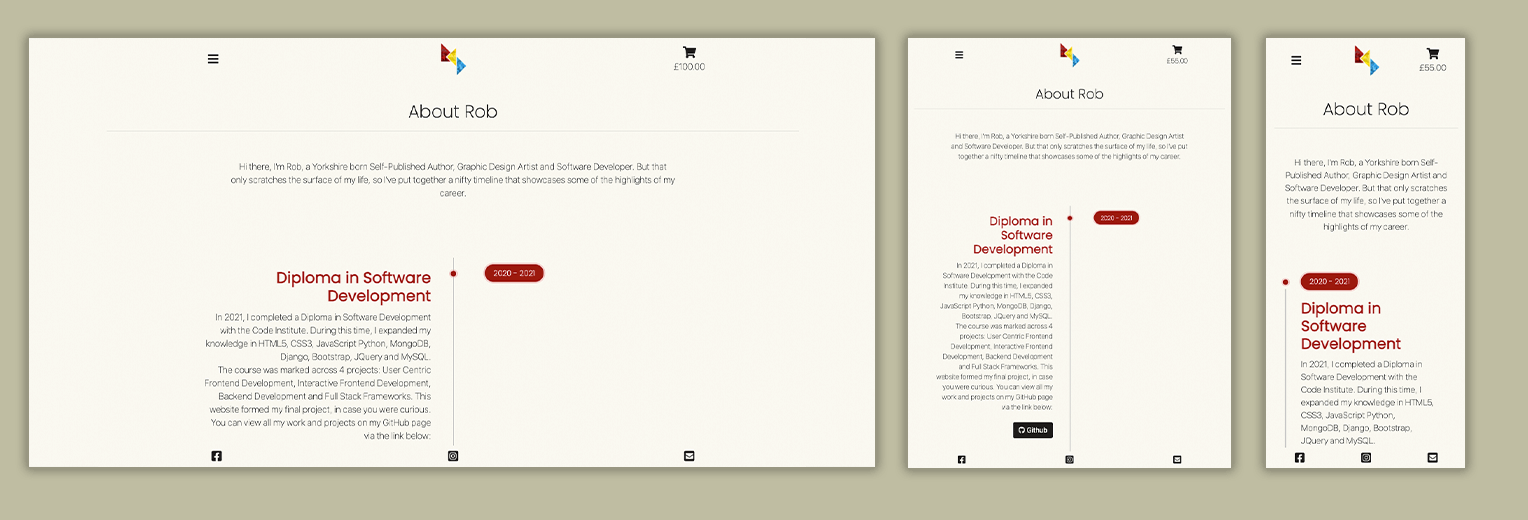 £100.00
About Rob
Hi there, I'm Rob, a Yorkshire born Self-Published Author, Graphic Design Artist and Software Developer. But that
only scratches the surface of my life, so I've put together a nifty timeline that showcases some of the highlights of my
career.
2020 - 2021
Diploma in Software
Development
In 2021, I completed a Diploma in Software Development
with the Code Institute. During this time, I expanded my
knowledge in HTML5, CSS3, JavaScript Python, MongoDB,
Django, Bootstrap, JQuery and MySQL.
The course was marked across 4 projects: User Centric
Frontend Development, Interactive Frontend Development,
Backend Development and Full Stack Frameworks. This
website formed my final project, in case you were curious.
You can view all my work and projects on my GitHub page
via the link below:
£55.00
About Rob
Hi there, I'm Rob, a Yorkshire born Self-Published Author, Graphic Design Artist
and Software Developer. But that only scratches the surface of my life, so I've put
together a nifty timeline that showcases some of the highlights of my career.
2020 - 2021
Diploma in
Software
Development
In 2021, I completed a Diploma in
Software Development with the Code
Institute. During this time, I expanded
my knowledge in HTML5, CSS3,
JavaScript Python, MongoDB, Django,
Bootstrap, JQuery and MySQL.
The course was marked across 4
projects: User Centric Frontend
Development, Interactive Frontend
Development, Backend Development
and Full Stack Frameworks. This
website formed my final project, in case
you were curious. You can view all my
work and projects on my GitHub page
via the link below:
Github
£55.00
About Rob
Hi there, I'm Rob, a Yorkshire born Self-
Published Author, Graphic Design Artist and
Software Developer. But that only scratches
the surface of my life, so I've put together a
nifty timeline that showcases some of the
highlights of my career.
2020 - 2021
Diploma in
Software
Development
In 2021, I completed a Diploma in
Software Development with the
Code Institute. During this time, I
expanded my knowledge in HTML5,
CSS3, JavaScript Python,
MongoDB, Django, Bootstrap,
JQuery and MySQL.